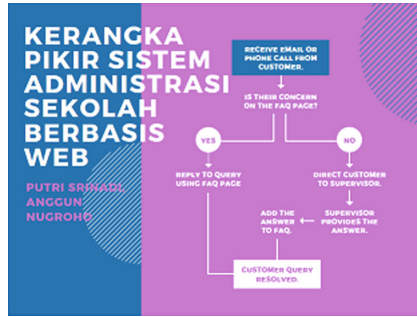 KERANGKA
PIKIR SISTEM
ADMINISTRASI
SEKOLAH
BERBASIS
WEB
PUTRI SRINADI
ANGGUN
NUGROHO
RECEIVE EMAIL OR
PHONE CALL FROM
CUSTOMER.
IS THEIR CONCERN
ON THE FAQ PAGE?
YES
NO
REPLY TO QUERY
USING FAQ PAGE
DIRECT CUSTOMER
TO SUPERVISOR.
ADD THE
ANSWER
TO FAQ.
SUPERVISOR
PROVIDES THE
ANSWER.
CUSTOMER QUERY
RESOLVED.